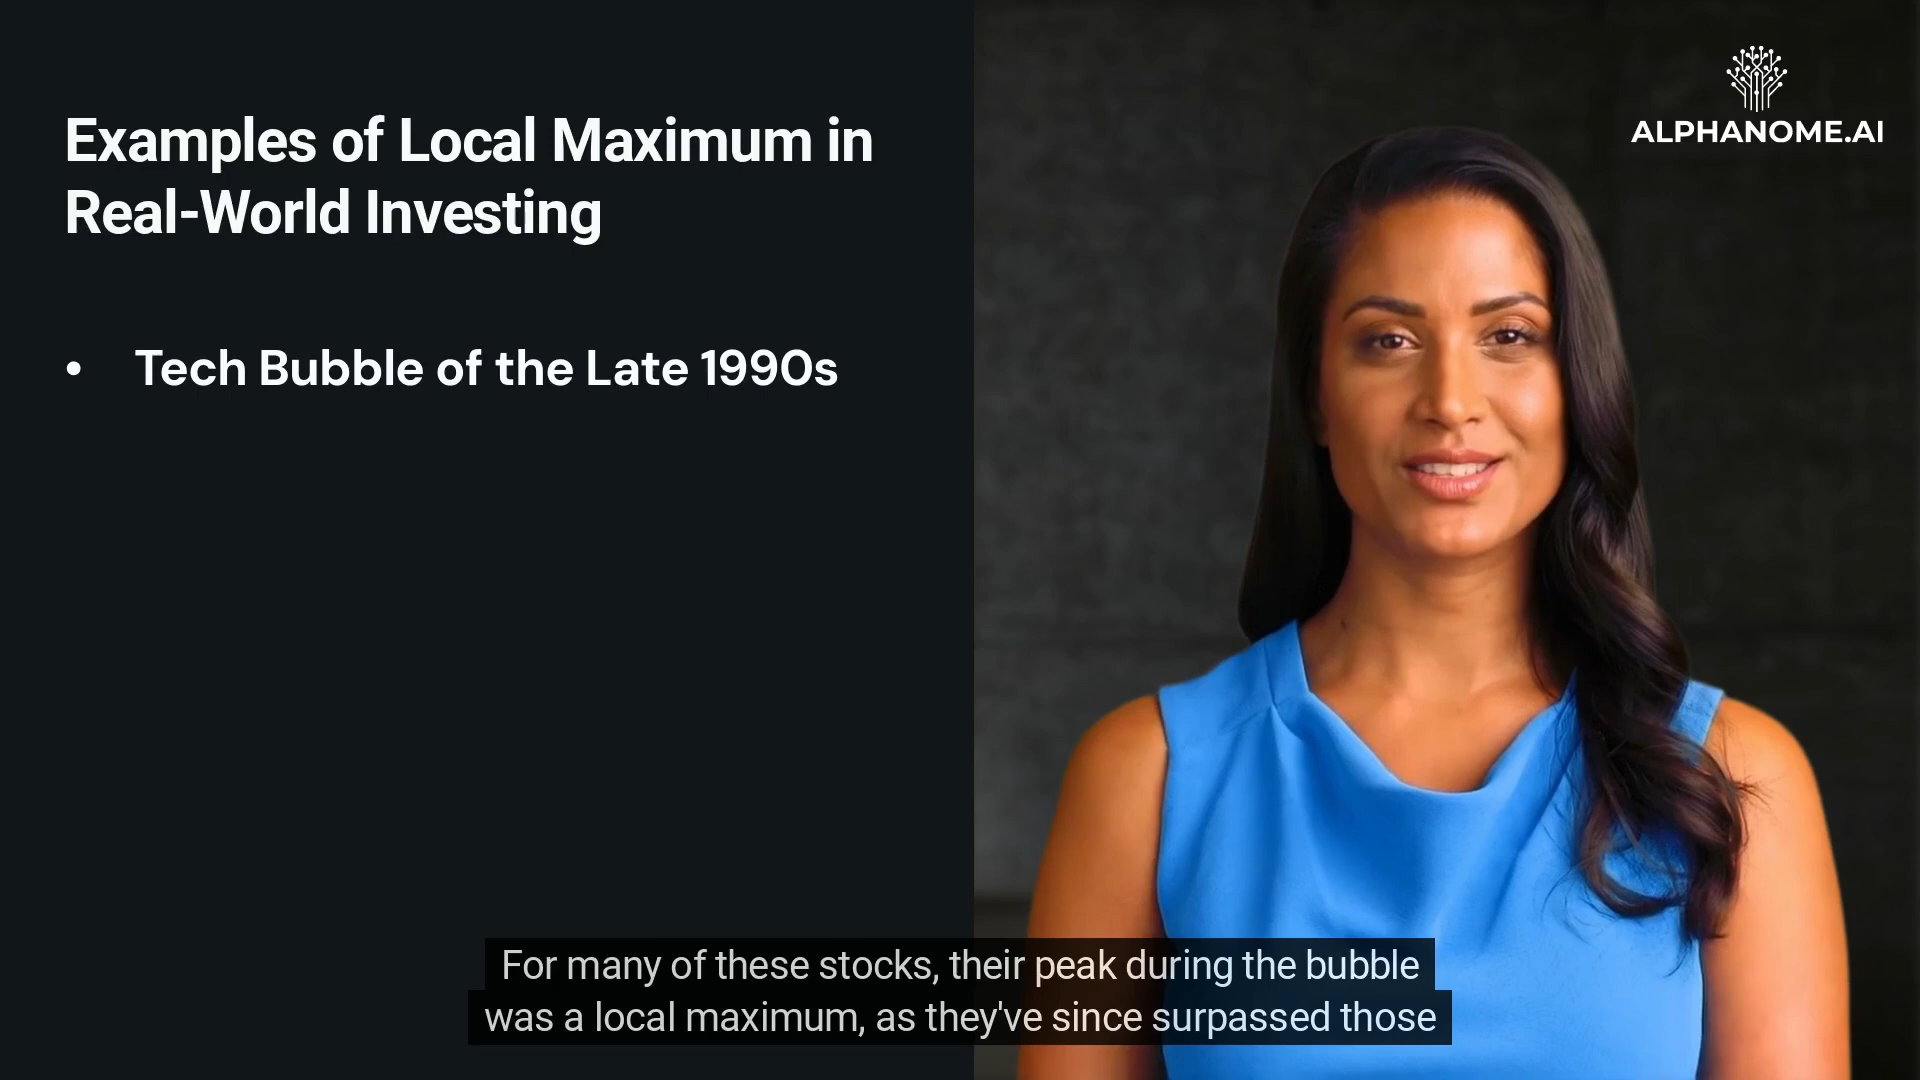 ALPHANOME.AI
Examples of Local Maximum in
Real-World Investing
• Tech Bubble of the Late 1990s
For many of these stocks, their peak during the bubble
was a local maximum, as they've since surpassed those